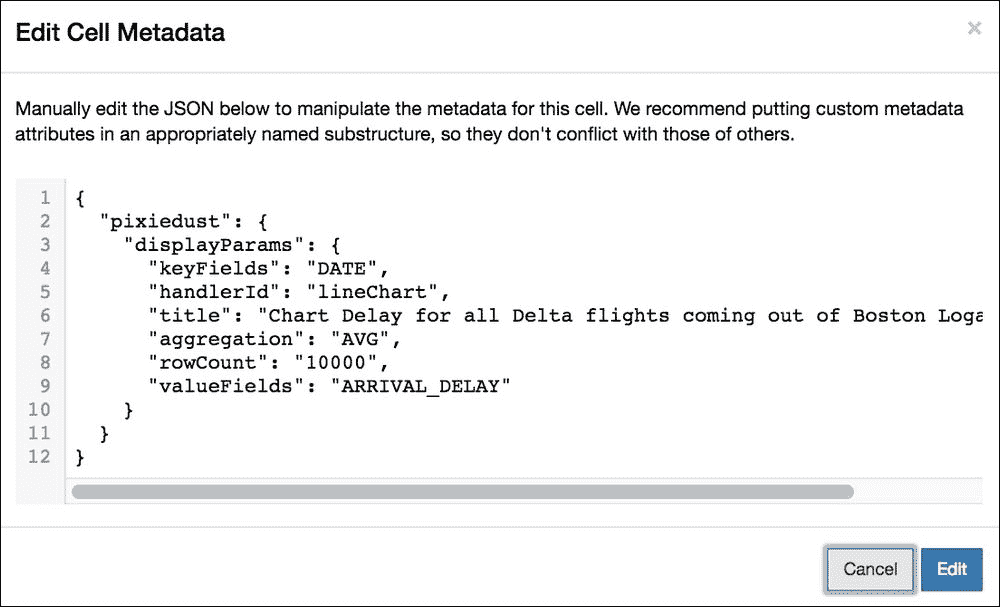 Edit Cell Metadata
×
Manually edit the JSON below to manipulate the metadata for this cell. We recommend putting custom metadata
attributes in an appropriately named substructure, so they don't conflict with those of others.
1 {
2   "pixiedust": {
3     "displayParams": {
4       "keyFields": "DATE",
5       "handlerId": "lineChart",
6       "title": "Chart Delay for all Delta flights coming out of Boston Loga
7       "aggregation": "AVG",
8       "rowCount": "10000",
9       "valueFields": "ARRIVAL_DELAY"
10     }
11   }
12 }
Cancel Edit